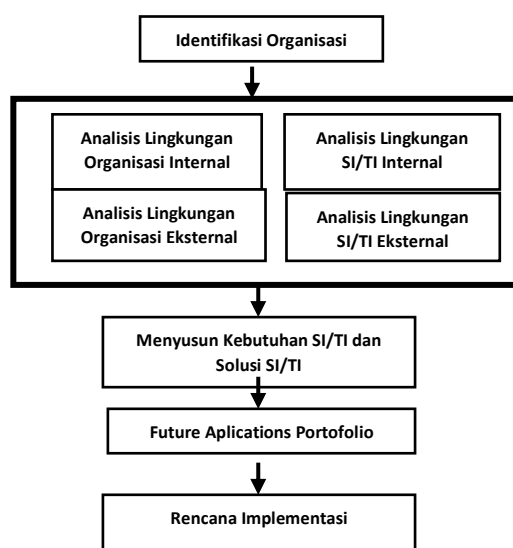 Identifikasi Organisasi
Analisis Lingkungan
Organisasi Internal
Analisis Lingkungan
SI/TI Internal
Analisis Lingkungan
Organisasi Eksternal
Analisis Lingkungan
SI/TI Eksternal
Menyusun Kebutuhan SI/TI dan
Solusi SI/TI
Future Aplications Portofolio
Rencana Implementasi